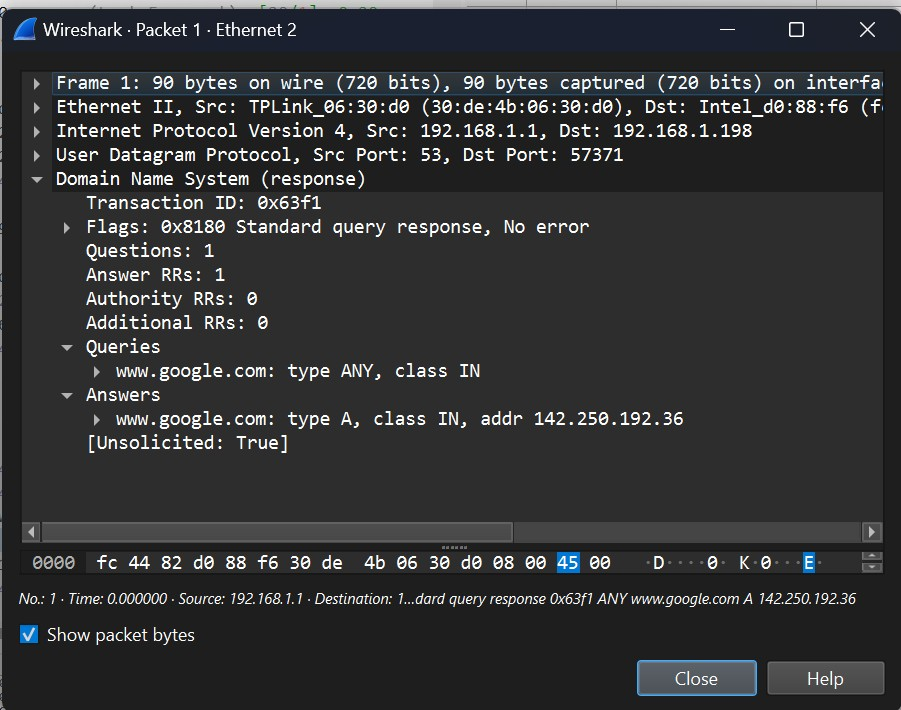 Wireshark · Packet 1 · Ethernet 2
Frame 1: 90 bytes on wire (720 bits), 90 bytes captured (720 bits) on interfa
Ethernet II, Src: TPLink_06:30:d0 (30:de:4b:06:30:d0), Dst: Intel_d0:88:f6 (f
Internet Protocol Version 4, Src: 192.168.1.1, Dst: 192.168.1.198
User Datagram Protocol, Src Port: 53, Dst Port: 57371
Domain Name System (response)
Transaction ID: 0x63f1
Flags: 0x8180 Standard query response, No error
Questions: 1
Answer RRs: 1
Authority RRs: 0
Additional RRs: 0
Queries
www.google.com: type ANY, class IN
Answers
www.google.com: type A, class IN, addr 142.250.192.36
[Unsolicited: True]
0000 fc 44 82 d0 88 f6 30 de 4b 06 30 d0 08 00 45 00 ·D····0· K·0···E·
No.: 1 · Time: 0.000000 · Source: 192.168.1.1 · Destination: 1...dard query response 0x63f1 ANY www.google.com A 142.250.192.36
Show packet bytes
Close Help